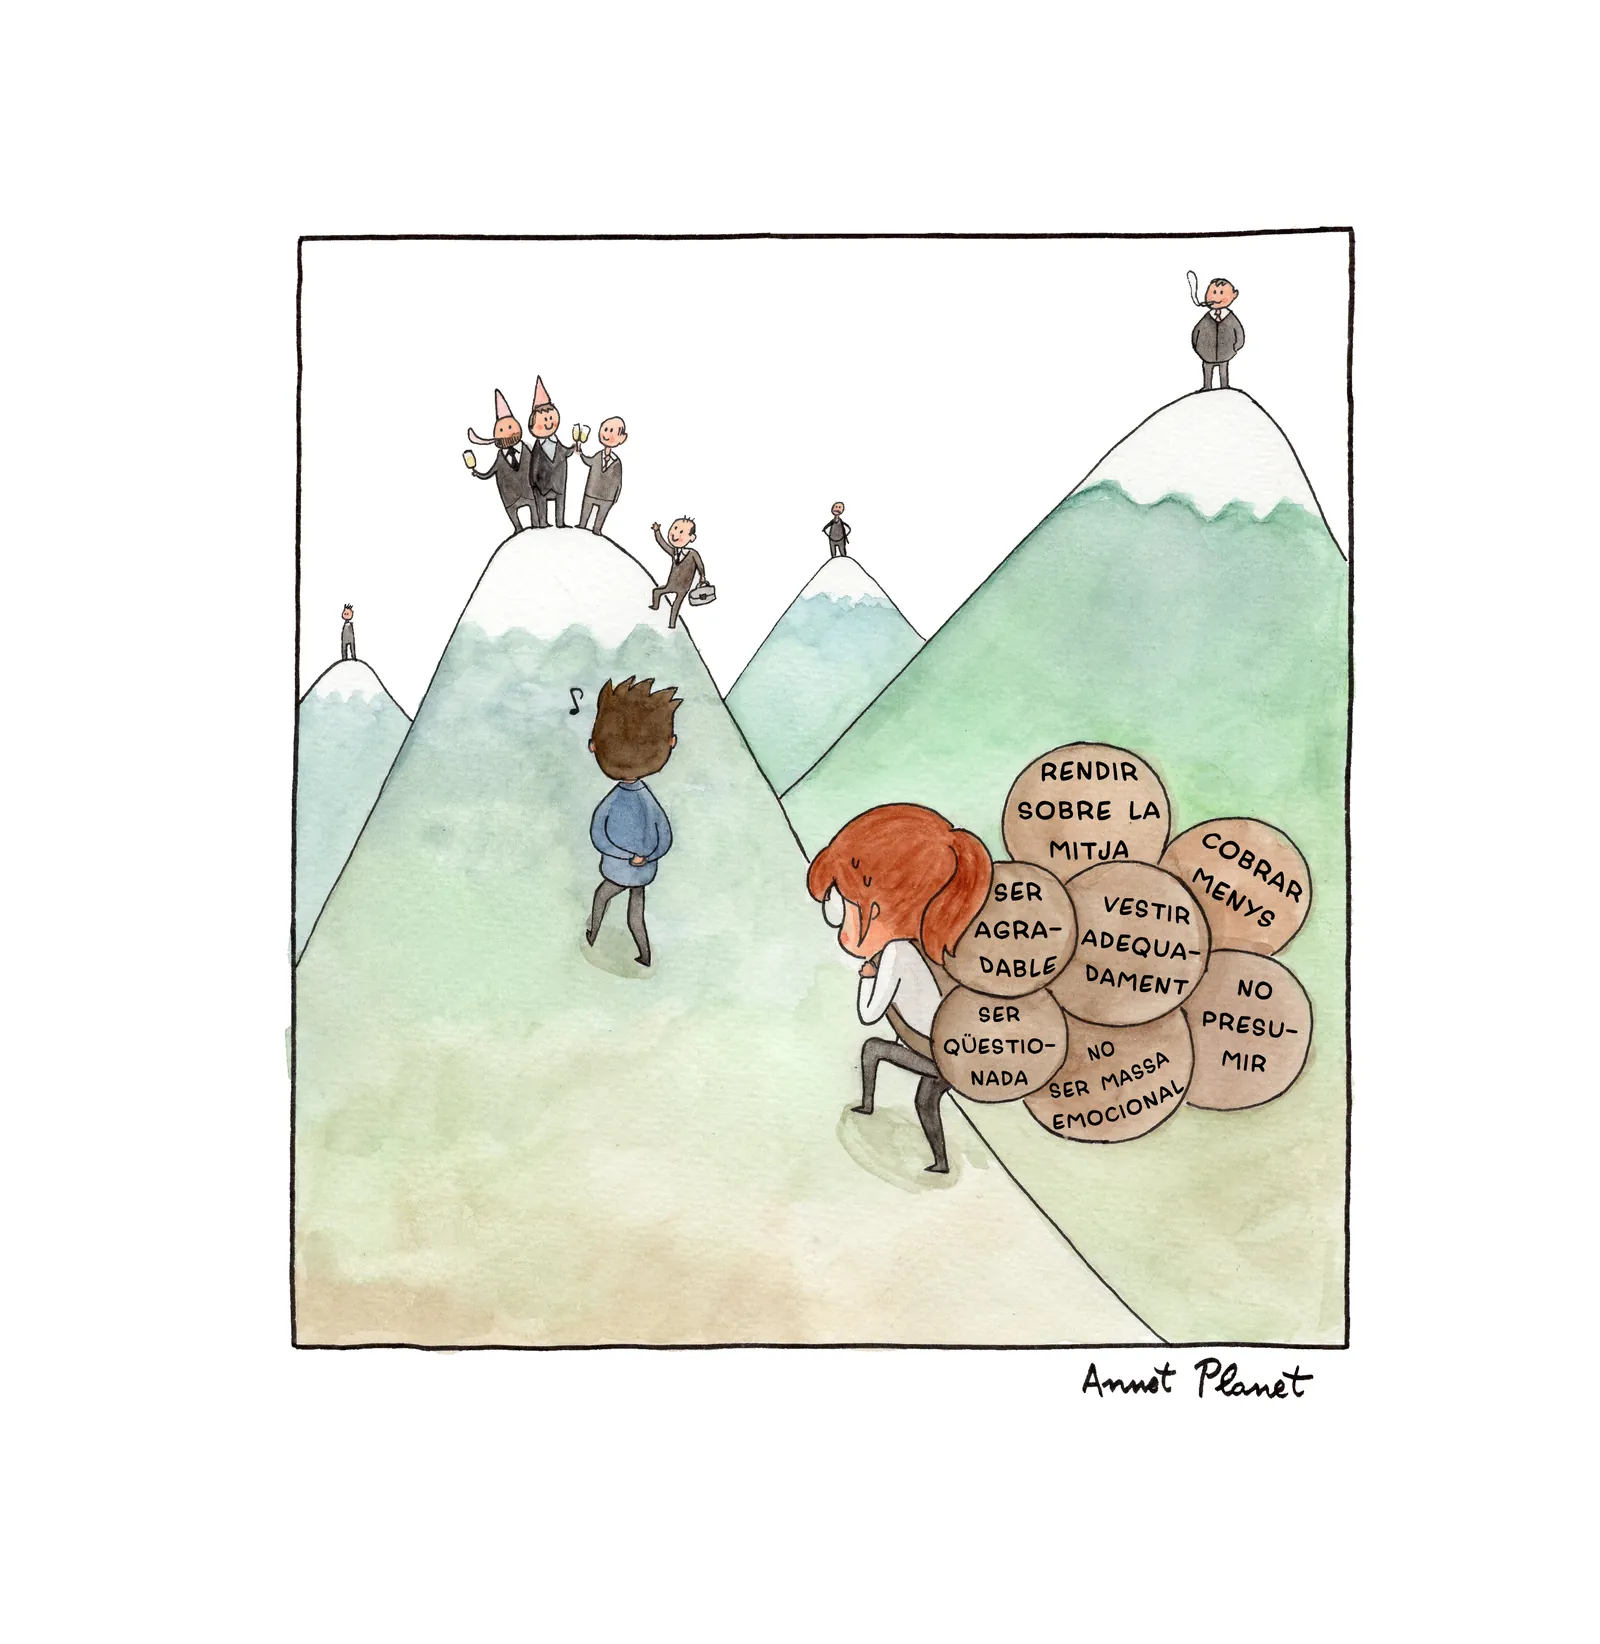 RENDIR
SOBRE LA
MITJA
COBRAR
MENYS
SER
AGRA-
DABLE
VESTIR
ADEQUA-
DAMENT
SER
QÜESTIO-
NADA
NO
SER MASSA
EMOCIONAL
NO
PRESU-
MIR
Annot Planet